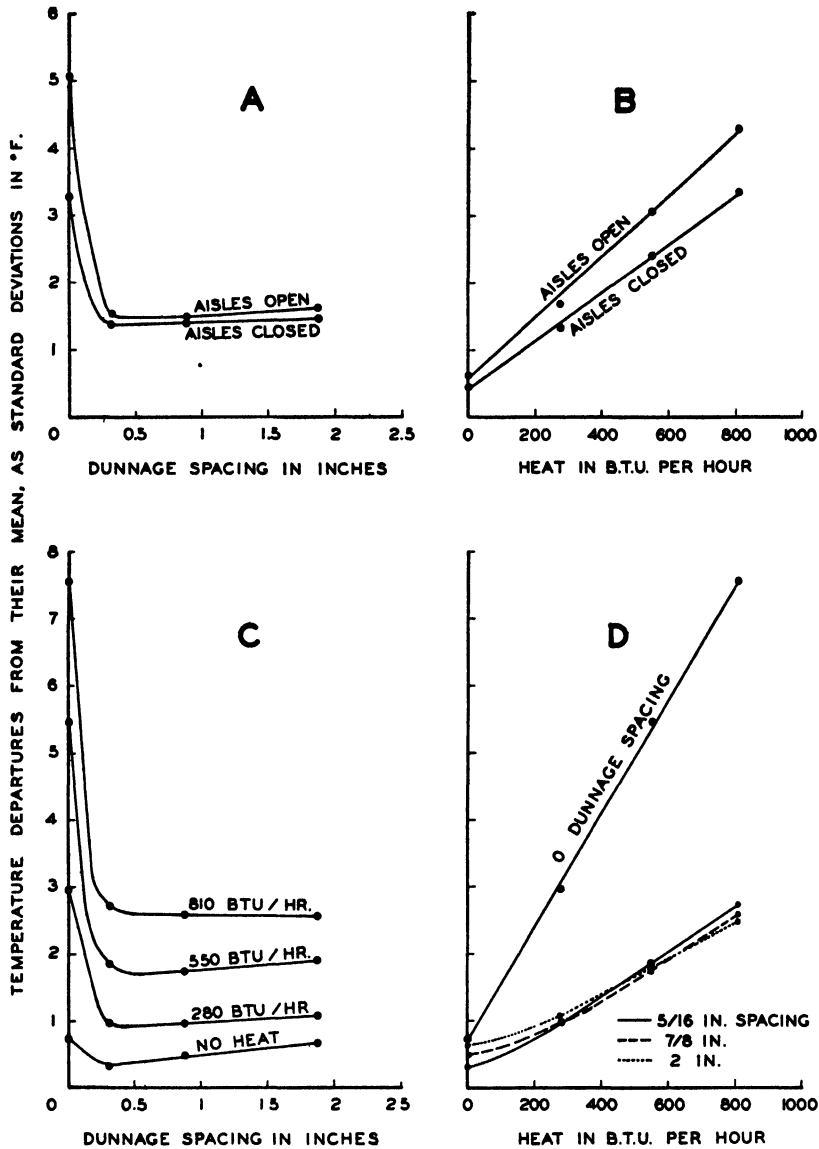 TEMPERATURE DEPARTURES FROM THEIR MEAN, AS STANDARD DEVIATIONS IN °F.
A
6
5
4
3
2
1
0
AISLES OPEN
AISLES CLOSED
0.5
1
1.5
2
2.5
DUNNAGE SPACING IN INCHES
B
AISLES OPEN
AISLES CLOSED
0
200
400
600
800
1000
HEAT IN B.T.U. PER HOUR
C
8
7
6
5
4
3
2
1
0
810 BTU / HR.
550 BTU / HR.
280 BTU / HR
NO HEAT
0.5
1
1 5
2
2 5
DUNNAGE SPACING IN INCHES
D
O DUNNAGE SPACING
5/16 IN. SPACING
7/8 IN.
2 IN.
0
200
400
600
800
1000
HEAT IN B.T.U. PER HOUR